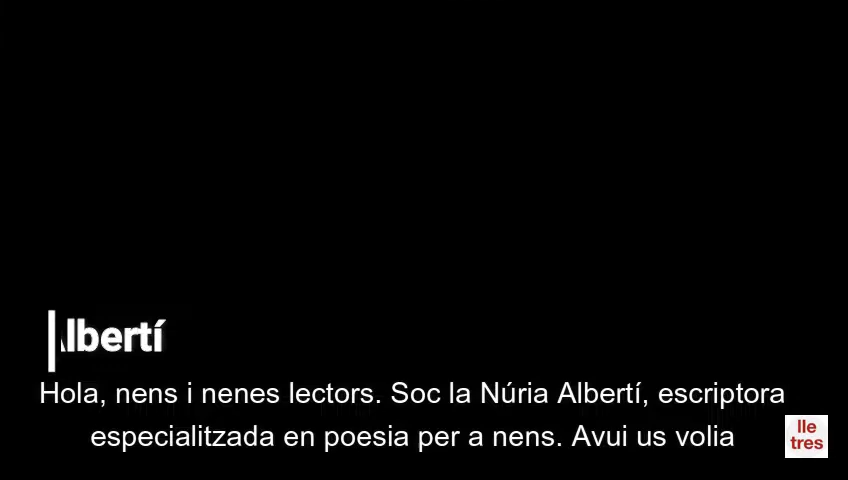 Albertí
Hola, nens i nenes lectors. Soc la Núria Albertí, escriptora
especialitzada en poesia per a nens. Avui us volia
lle
tres